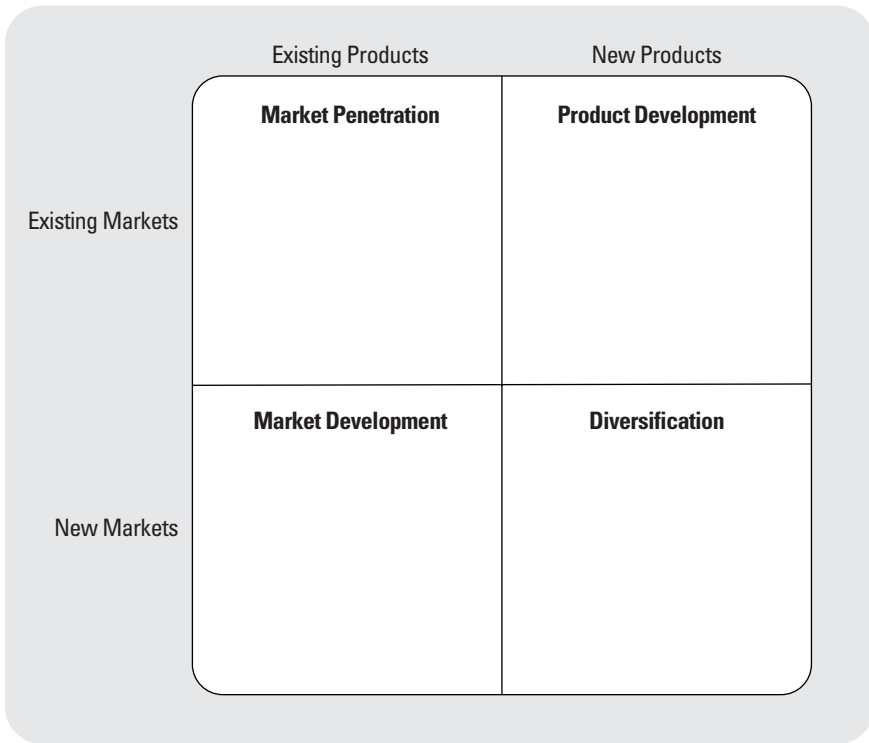 Existing Products New Products
Market Penetration Product Development
Existing Markets
Market Development Diversification
New Markets